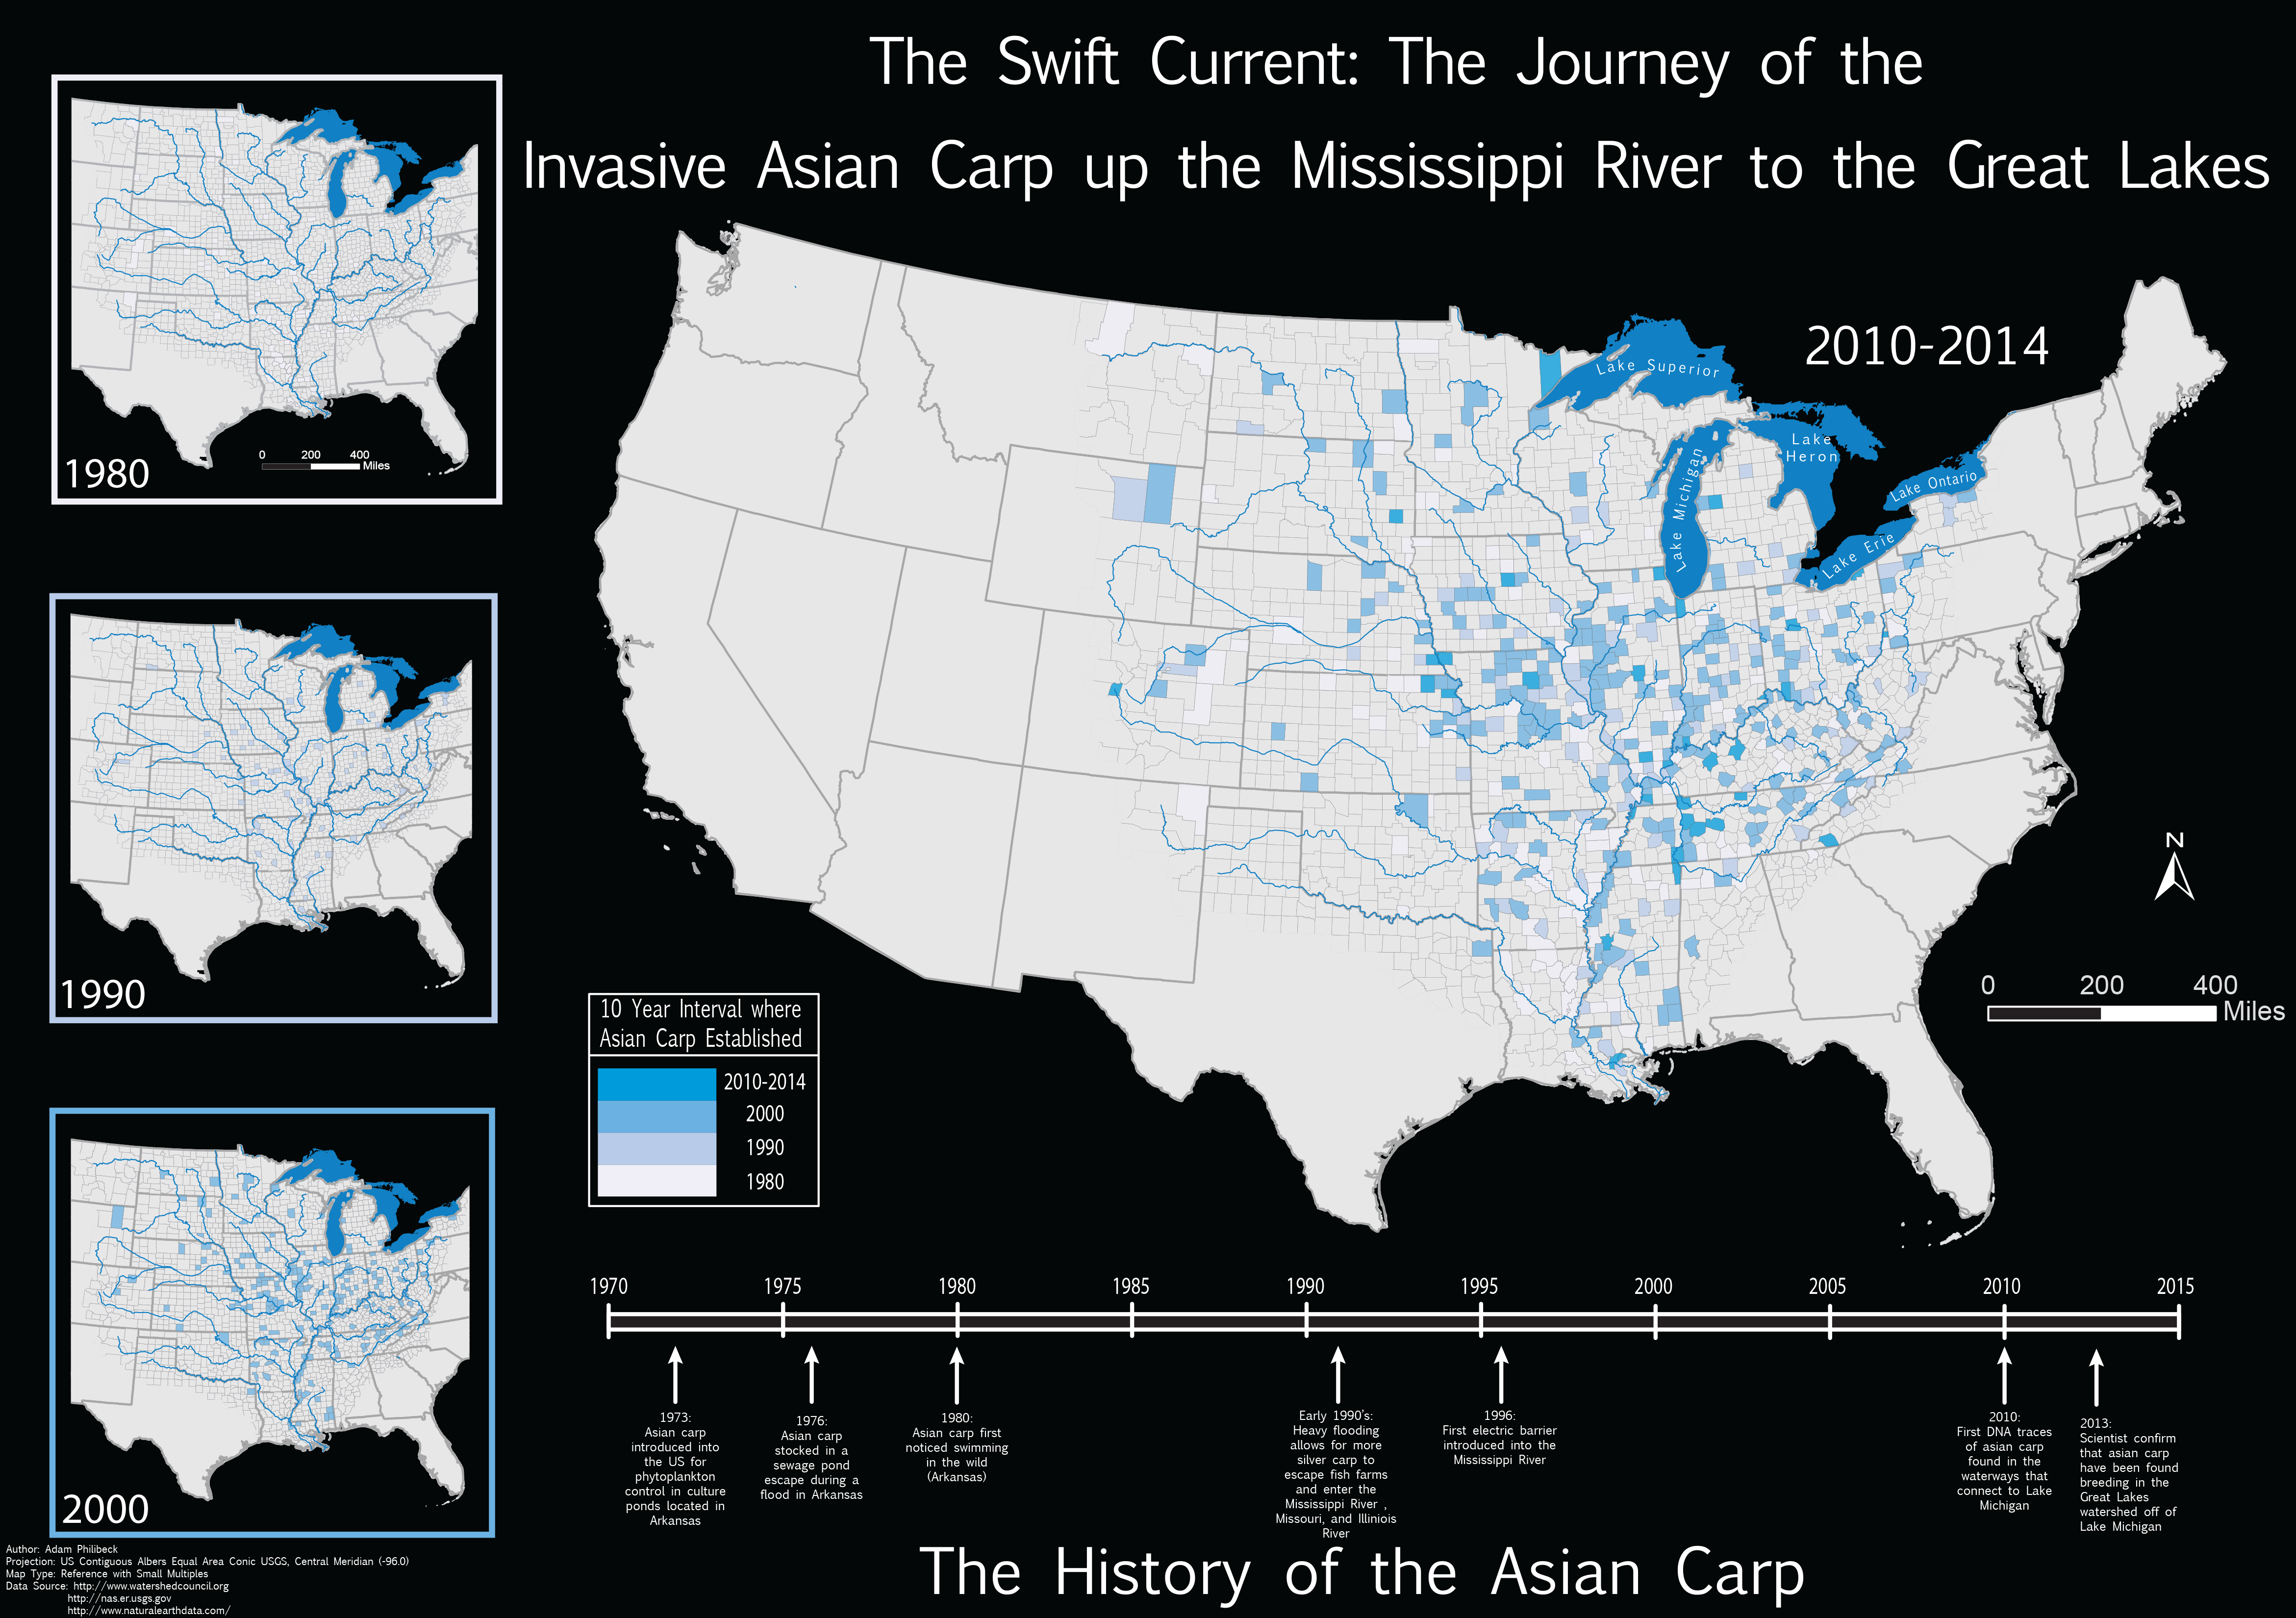 The Swift Current: The Journey of the
Invasive Asian Carp up the Mississippi River to the Great Lakes
0 200 400
Miles
1980
1990
2000
2010-2014
Lake Superior
Lake Michigan
Lake
Heron
Lake Ontario
Lake Erie
N
0 200 400
Miles
10 Year Interval where
Asian Carp Established
2010-2014
2000
1990
1980
1970 1975 1980 1985 1990 1995 2000 2005 2010 2015
1973:
Asian carp
introduced into
the US for
phytoplankton
control in culture
ponds located in
Arkansas
1976:
Asian carp
stocked in a
sewage pond
escape during a
flood in Arkansas
1980:
Asian carp first
noticed swimming
in the wild
(Arkansas)
Early 1990's:
Heavy flooding
allows for more
silver carp to
escape fish farms
and enter the
Mississippi River ,
Missouri, and Illiniois
River
1996:
First electric barrier
introduced into the
Mississippi River
2010:
First DNA traces
of asian carp
found in the
waterways that
connect to Lake
Michigan
2013:
Scientist confirm
that asian carp
have been found
breeding in the
Great Lakes
watershed off of
Lake Michigan
The History of the Asian Carp
Author: Adam Philibeck
Projection: US Contiguous Albers Equal Area Conic USGS, Central Meridian (-96.0)
Map Type: Reference with Small Multiples
Data Source: http://www.watershedcouncil.org
http://nas.er.usgs.gov
http://www.naturalearthdata.com/